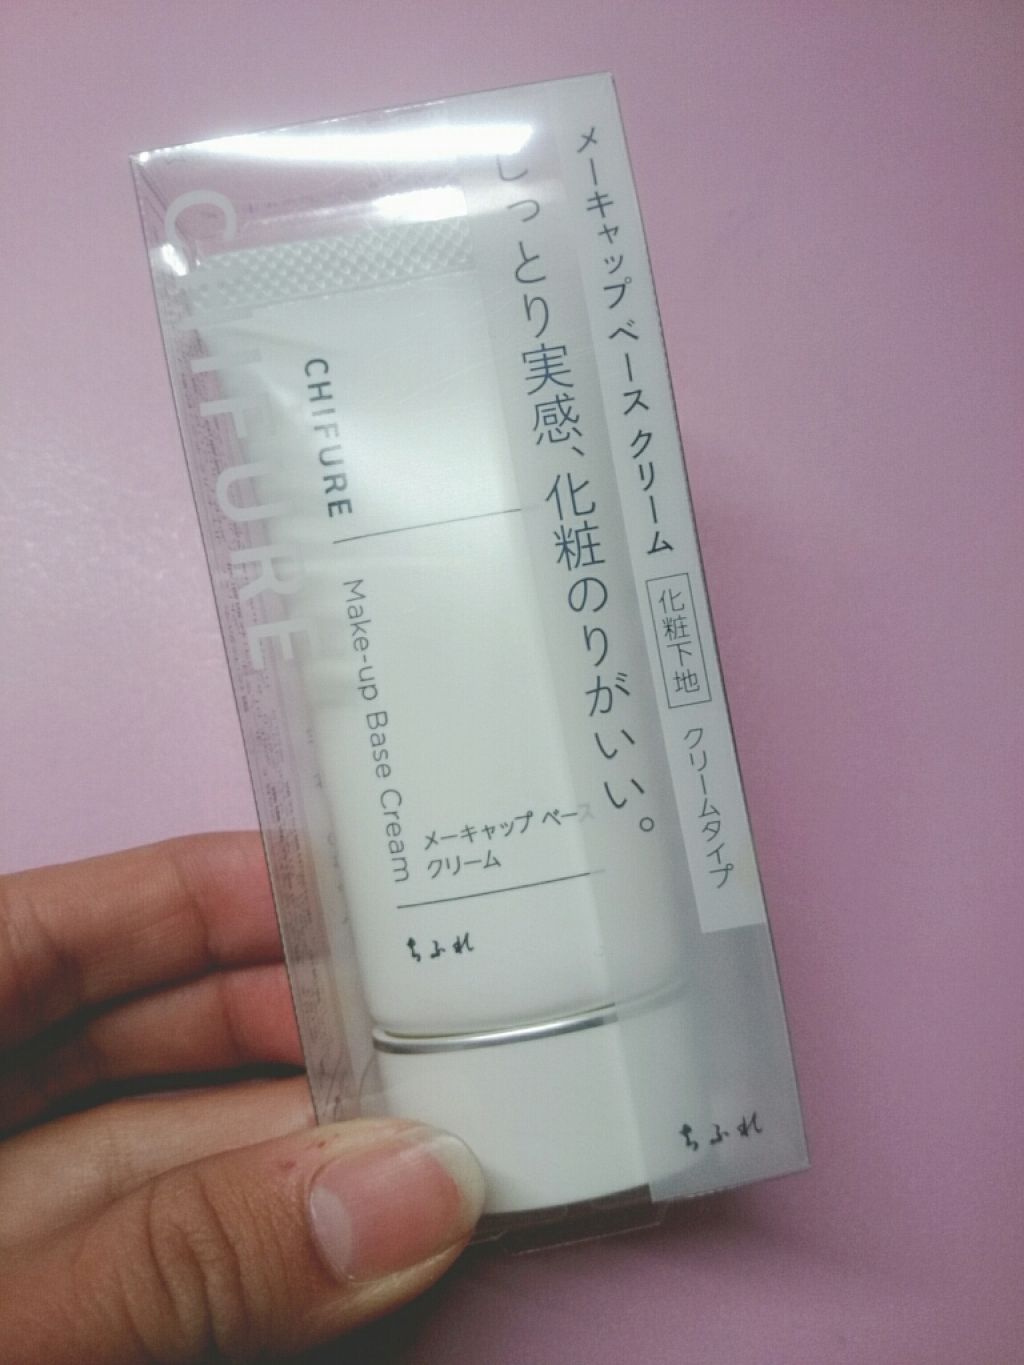 メーキャップ ベース クリーム 化粧下地 クリームタイプ
しっとり実感、化粧のりがいい。
CHIFURE
CHIFURE
Make-up Base Cream
メーキャップ ベース
クリーム
ちふれ
ちふれ